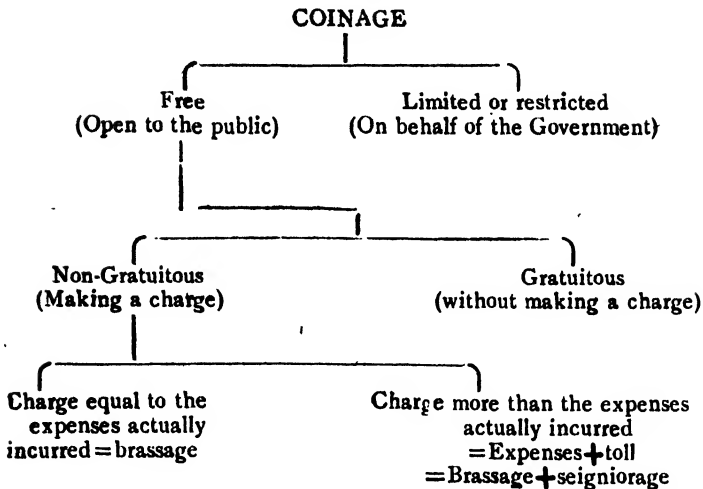 COINAGE
Free
(Open to the public)
Limited or restricted
(On behalf of the Government)
Non-Gratuitous
(Making a charge)
Gratuitous
(without making a charge)
Charge equal to the
expenses actually
incurred=brassage
Charge more than the expenses
actually incurred
=Expenses+toll
=Brassage+seigniorage